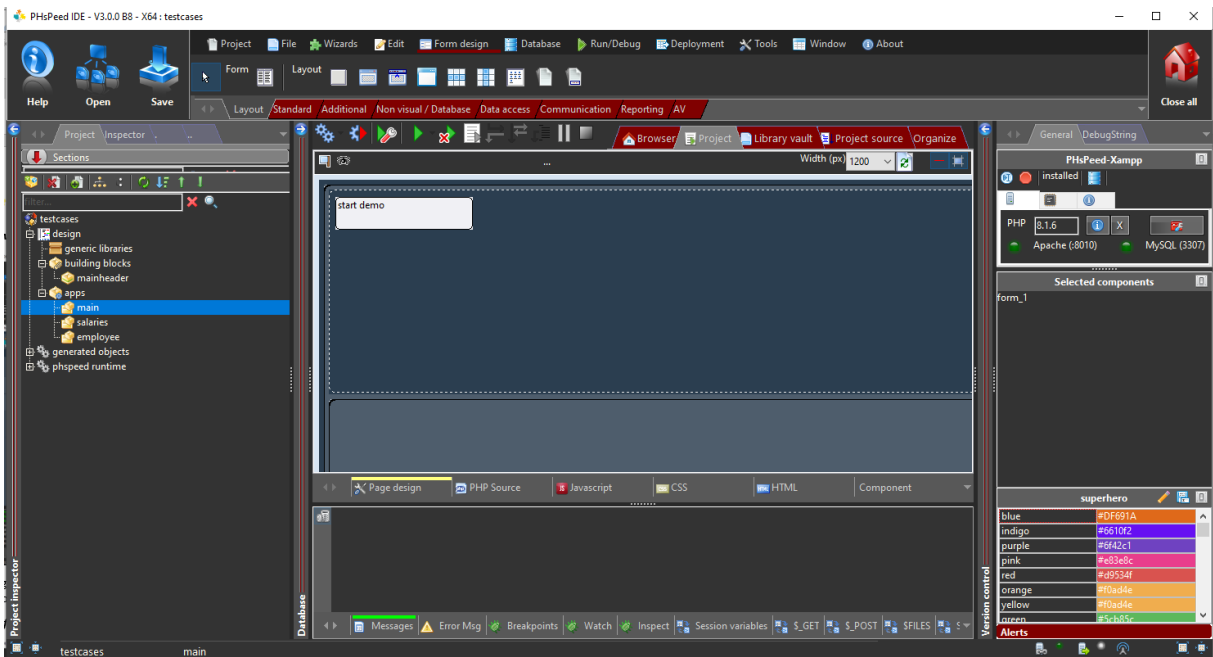 PHsPeed IDE - V3.0.0 B8 - X64 : testcases
Project File Wizards Edit Form design Database Run/Debug Deployment Tools Window About
Help Open Save
Form Layout
Close all
Layout Standard Additional Non visual / Database Data access Communication Reporting AV
Project Inspector . ..
Sections
filter...
testcases
design
generic libraries
building blocks
mainheader
apps
main
salaries
employee
generated objects
phspeed runtime
Project inspector
Database
Browser Project Library vault Project source Organize
... Width (px) 1200
start demo
Page design PHP Source Javascript CSS HTML Component
Messages Error Msg Breakpoints Watch Inspect Session variables $_GET $_POST $FILES
Version control
General DebugString
PHsPeed-Xampp
installed
PHP 8.1.6 X
Apache (:8010) MySQL (3307)
Selected components
form_1
superhero
blue #DF691A
indigo #6610f2
purple #6f42c1
pink #e83e8c
red #d9534f
orange #f0ad4e
yellow #f0ad4e
green #5cb85c
Alerts
testcases main